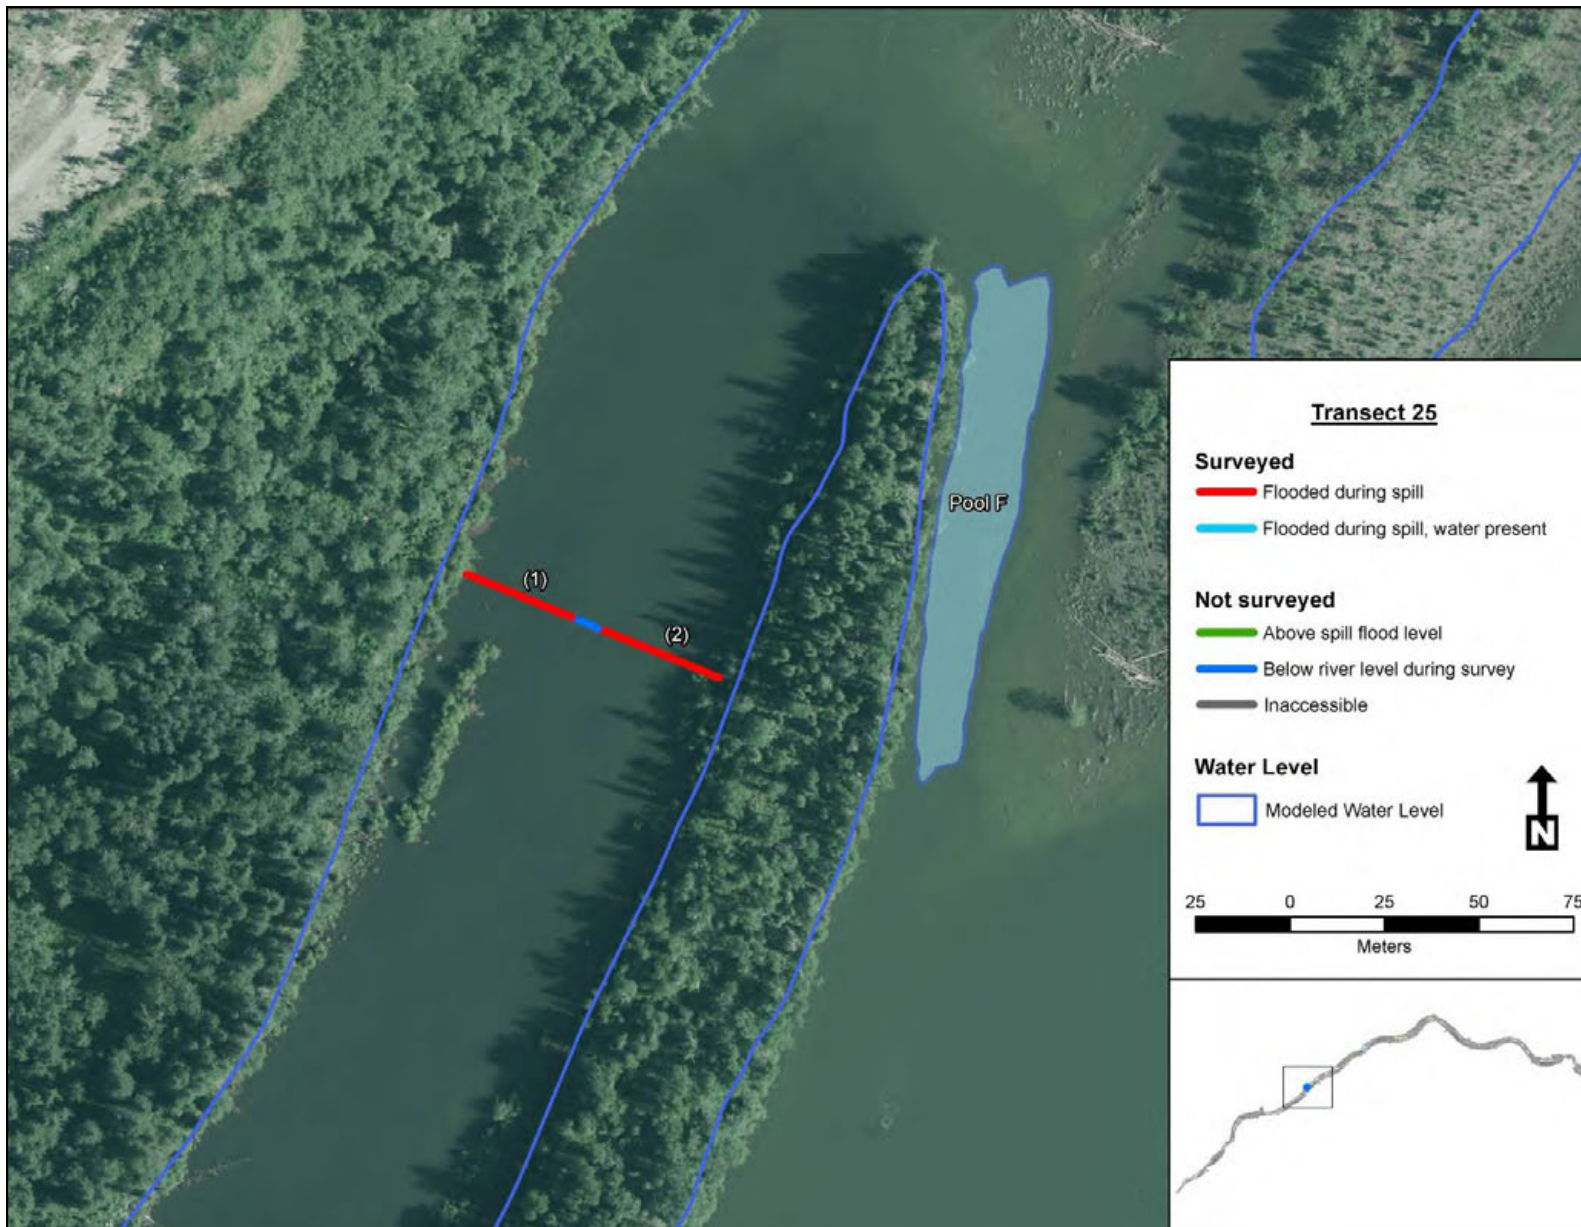 (1)
(2)
Pool F
Transect 25
Surveyed
Flooded during spill
Flooded during spill, water present
Not surveyed
Above spill flood level
Below river level during survey
Inaccessible
Water Level
Modeled Water Level
N
25 0 25 50 75
Meters